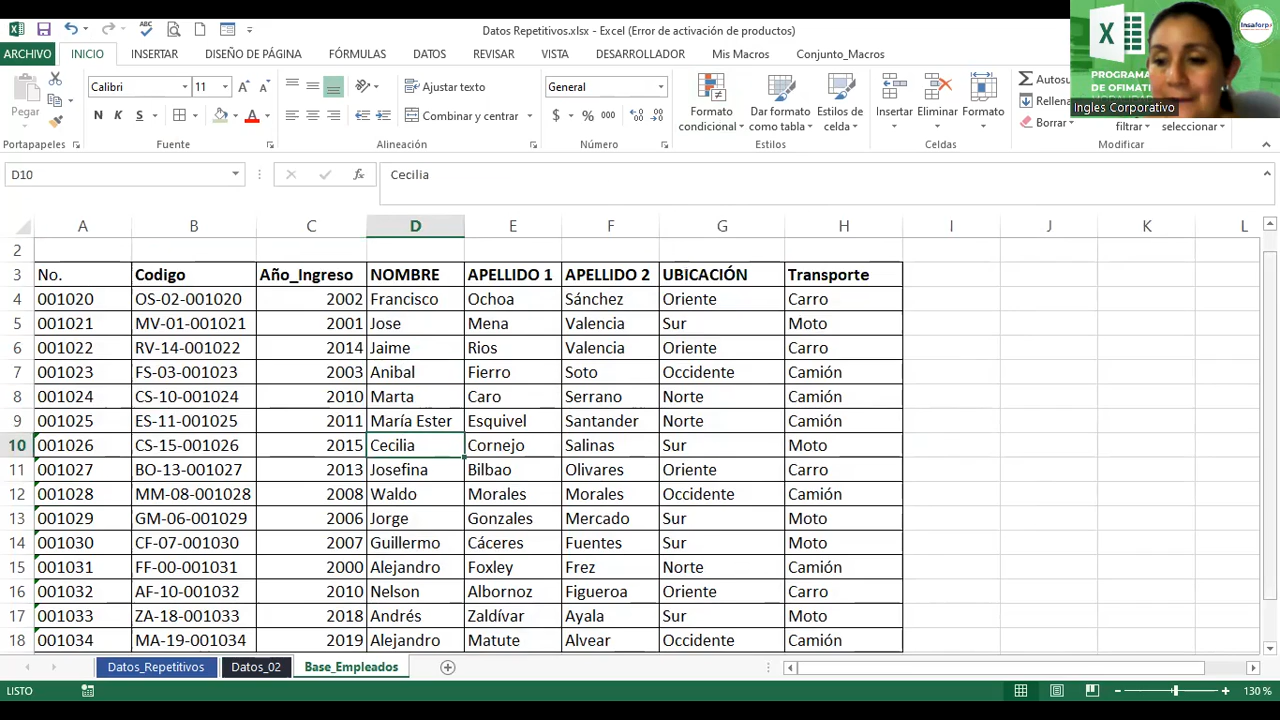 Datos Repetitivos.xlsx - Excel (Error de activación de productos)
ARCHIVO INICIO INSERTAR DISEÑO DE PÁGINA FÓRMULAS DATOS REVISAR VISTA DESARROLLADOR Mis Macros Conjunto_Macros
Insaforp
PROGRAMA
DE OFIMATI
Ingles Corporativo
Pegar
Calibri 11
N K S
Ajustar texto
Combinar y centrar
General
$ % 000
Formato condicional
Dar formato como tabla
Estilos de celda
Insertar Eliminar Formato
Autosu
Rellena
Borrar
filtrar
seleccionar
Portapapeles Fuente Alineación Número Estilos Celdas Modificar
D10 fx Cecilia
A B C D E F G H I J K L
2
3 No. Codigo Año_Ingreso NOMBRE APELLIDO 1 APELLIDO 2 UBICACIÓN Transporte
4 001020 OS-02-001020 2002 Francisco Ochoa Sánchez Oriente Carro
5 001021 MV-01-001021 2001 Jose Mena Valencia Sur Moto
6 001022 RV-14-001022 2014 Jaime Rios Valencia Oriente Carro
7 001023 FS-03-001023 2003 Anibal Fierro Soto Occidente Camión
8 001024 CS-10-001024 2010 Marta Caro Serrano Norte Camión
9 001025 ES-11-001025 2011 María Ester Esquivel Santander Norte Camión
10 001026 CS-15-001026 2015 Cecilia Cornejo Salinas Sur Moto
11 001027 BO-13-001027 2013 Josefina Bilbao Olivares Oriente Carro
12 001028 MM-08-001028 2008 Waldo Morales Morales Occidente Camión
13 001029 GM-06-001029 2006 Jorge Gonzales Mercado Sur Moto
14 001030 CF-07-001030 2007 Guillermo Cáceres Fuentes Sur Moto
15 001031 FF-00-001031 2000 Alejandro Foxley Frez Norte Camión
16 001032 AF-10-001032 2010 Nelson Albornoz Figueroa Oriente Carro
17 001033 ZA-18-001033 2018 Andrés Zaldívar Ayala Sur Moto
18 001034 MA-19-001034 2019 Alejandro Matute Alvear Occidente Camión
Datos_Repetitivos Datos_02 Base_Empleados
LISTO 130 %